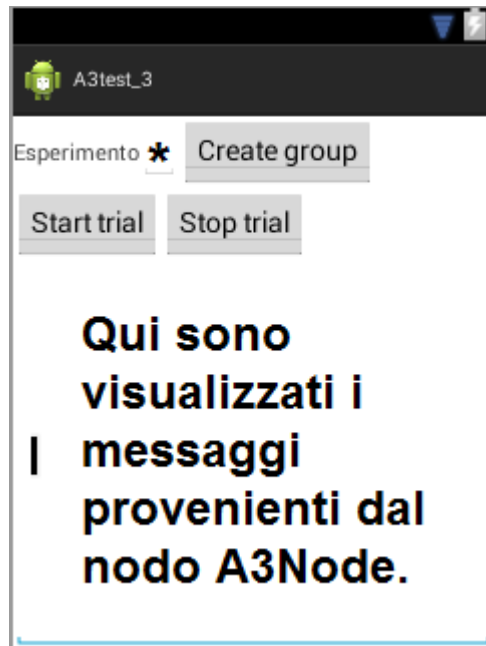 A3test_3
Esperimento * Create group
Start trial Stop trial
Qui sono
visualizzati i
messaggi
provenienti dal
nodo A3Node.